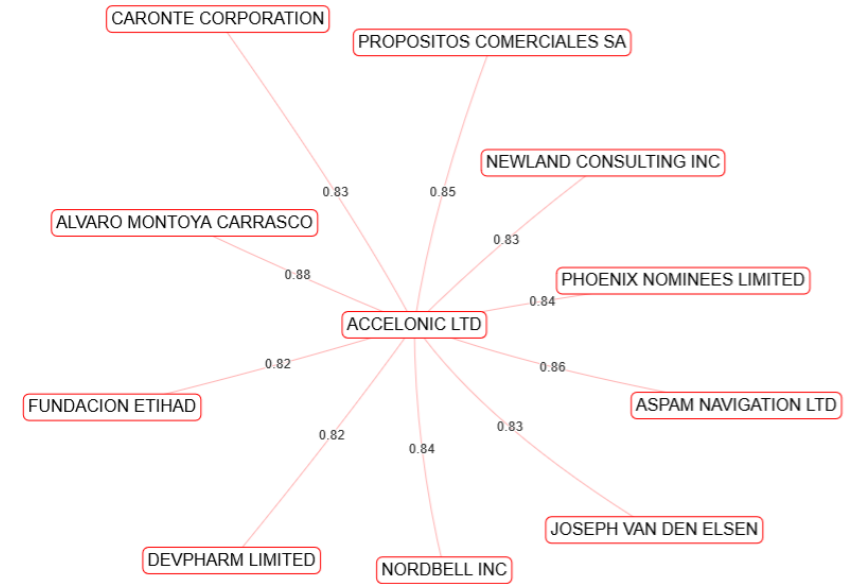 CARONTE CORPORATION
PROPOSITOS COMERCIALES SA
NEWLAND CONSULTING INC
0.83
0.85
ALVARO MONTOYA CARRASCO
0.83
0.88
PHOENIX NOMINEES LIMITED
0.84
ACCELONIC LTD
0.82
0.86
FUNDACION ETIHAD
ASPAM NAVIGATION LTD
0.82
0.83
0.84
JOSEPH VAN DEN ELSEN
DEVPHARM LIMITED
NORDBELL INC